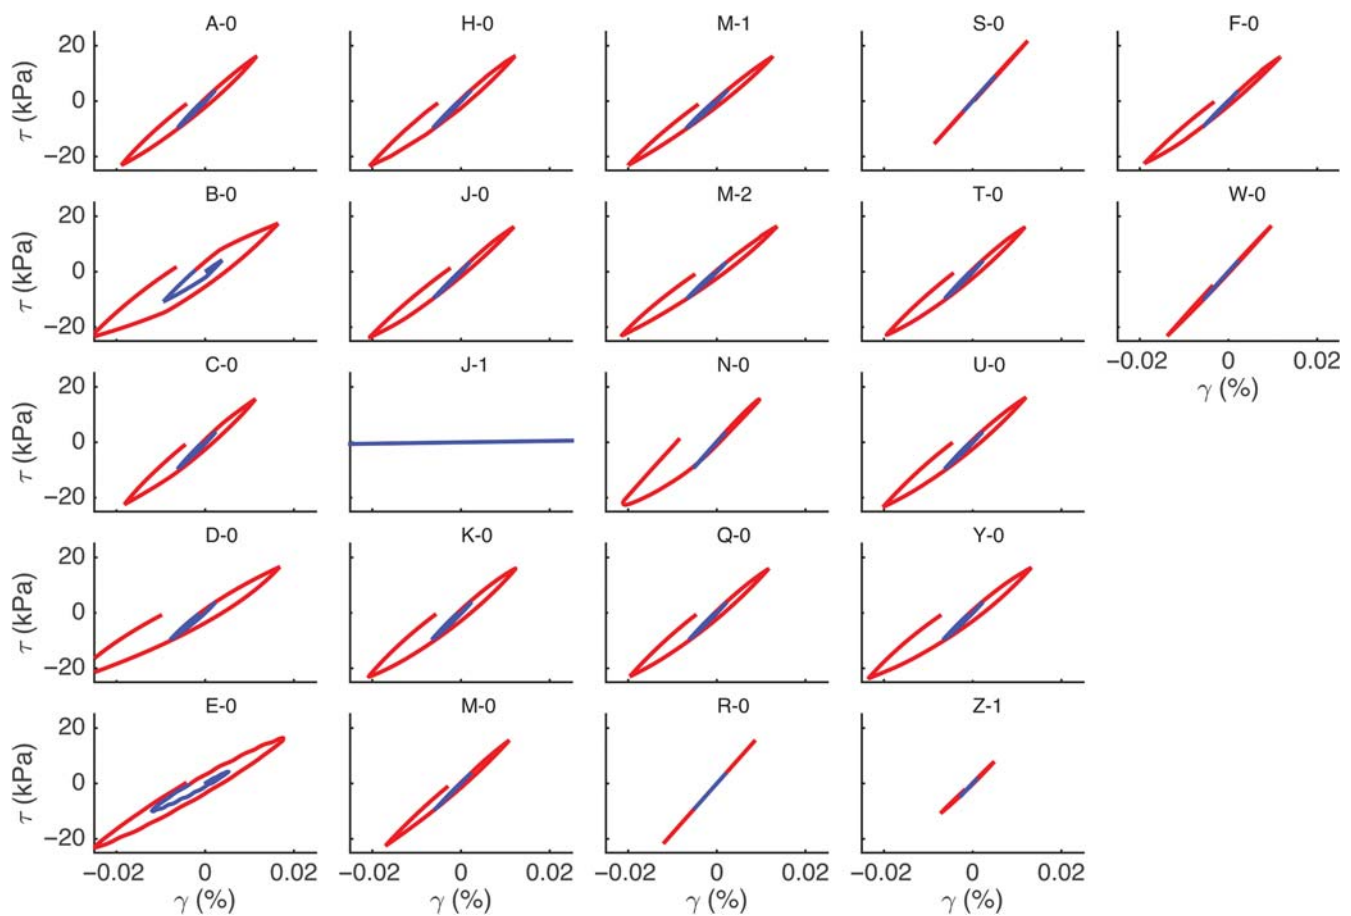 A-0 H-0 M-1 S-0 F-0
τ (kPa) 20 0 −20
B-0 J-0 M-2 T-0 W-0
τ (kPa) 20 0 −20
−0.02 0 0.02
γ (%)
C-0 J-1 N-0 U-0
τ (kPa) 20 0 −20
D-0 K-0 Q-0 Y-0
τ (kPa) 20 0 −20
E-0 M-0 R-0 Z-1
τ (kPa) 20 0 −20
−0.02 0 0.02 −0.02 0 0.02 −0.02 0 0.02 −0.02 0 0.02
γ (%) γ (%) γ (%) γ (%)